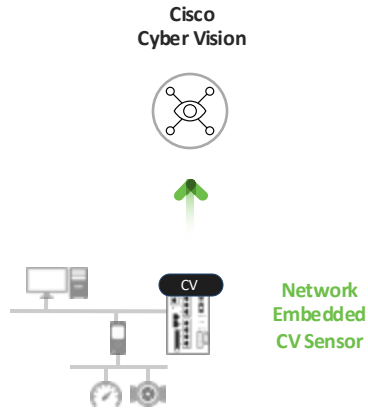 Cisco
Cyber Vision
CV
Network
Embedded
CV Sensor